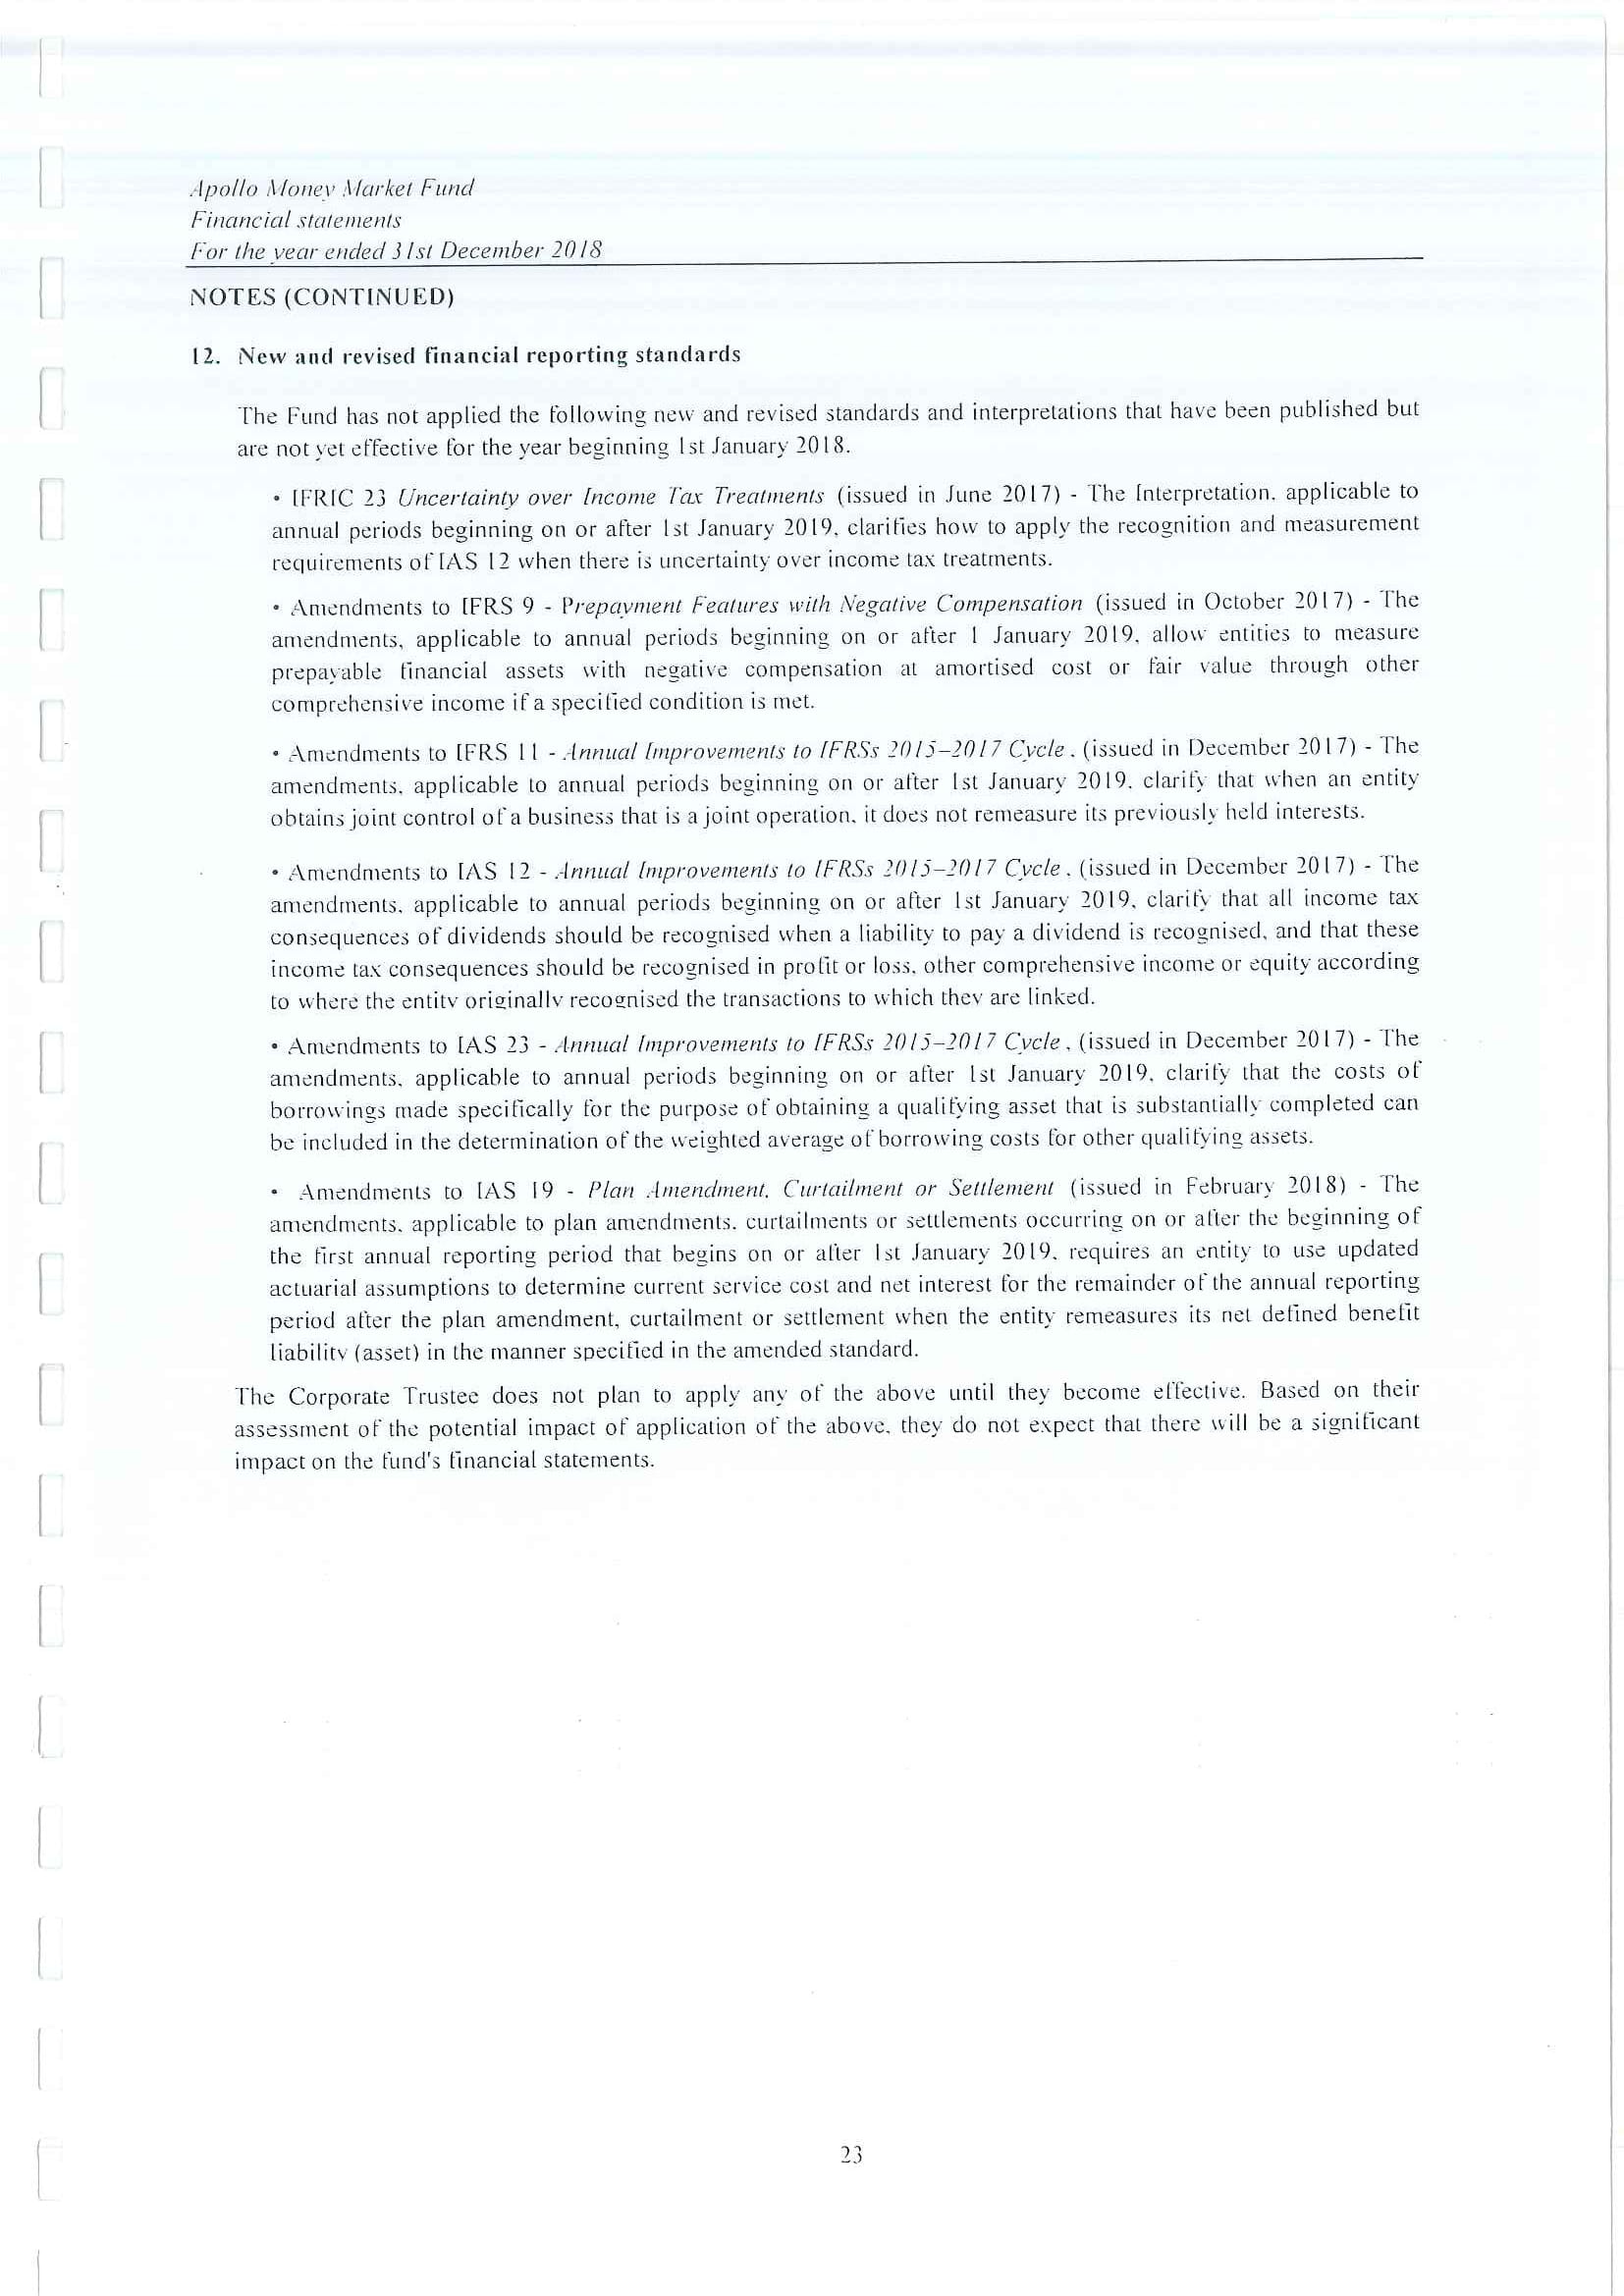 Apollo Money Market Fund
Financial statements
For the year ended 31st December 2018
NOTES (CONTINUED)
12. New and revised financial reporting standards
The Fund has not applied the following new and revised standards and interpretations that have been published but
are not yet effective for the year beginning 1st January 2018.
• IFRIC 23 Uncertainty over Income Tax Treatments (issued in June 2017) - The Interpretation, applicable to
annual periods beginning on or after 1st January 2019, clarifies how to apply the recognition and measurement
requirements of IAS 12 when there is uncertainty over income tax treatments.
• Amendments to IFRS 9 - Prepayment Features with Negative Compensation (issued in October 2017) - The
amendments, applicable to annual periods beginning on or after 1 January 2019, allow entities to measure
prepayable financial assets with negative compensation at amortised cost or fair value through other
comprehensive income if a specified condition is met.
• Amendments to IFRS 11 - Annual Improvements to IFRSs 2015–2017 Cycle, (issued in December 2017) - The
amendments, applicable to annual periods beginning on or after 1st January 2019, clarify that when an entity
obtains joint control of a business that is a joint operation, it does not remeasure its previously held interests.
• Amendments to IAS 12 - Annual Improvements to IFRSs 2015–2017 Cycle, (issued in December 2017) - The
amendments, applicable to annual periods beginning on or after 1st January 2019, clarify that all income tax
consequences of dividends should be recognised when a liability to pay a dividend is recognised, and that these
income tax consequences should be recognised in profit or loss, other comprehensive income or equity according
to where the entity originally recognised the transactions to which they are linked.
• Amendments to IAS 23 - Annual Improvements to IFRSs 2015–2017 Cycle, (issued in December 2017) - The
amendments, applicable to annual periods beginning on or after 1st January 2019, clarify that the costs of
borrowings made specifically for the purpose of obtaining a qualifying asset that is substantially completed can
be included in the determination of the weighted average of borrowing costs for other qualifying assets.
• Amendments to IAS 19 - Plan Amendment, Curtailment or Settlement (issued in February 2018) - The
amendments, applicable to plan amendments, curtailments or settlements occurring on or after the beginning of
the first annual reporting period that begins on or after 1st January 2019, requires an entity to use updated
actuarial assumptions to determine current service cost and net interest for the remainder of the annual reporting
period after the plan amendment, curtailment or settlement when the entity remeasures its net defined benefit
liability (asset) in the manner specified in the amended standard.
The Corporate Trustee does not plan to apply any of the above until they become effective. Based on their
assessment of the potential impact of application of the above, they do not expect that there will be a significant
impact on the fund's financial statements.
23